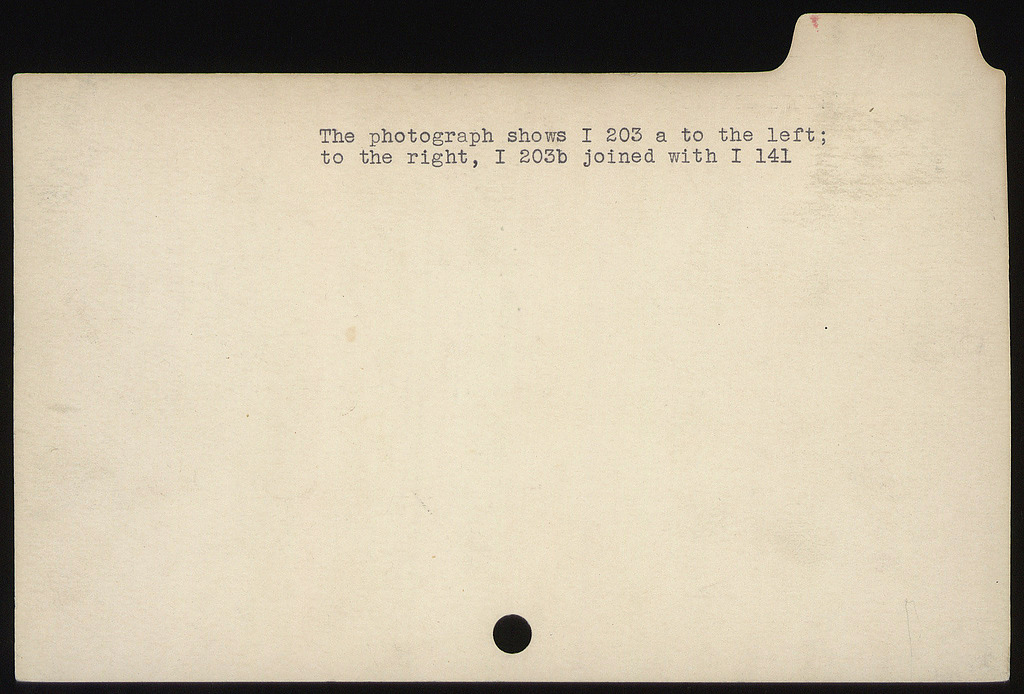 The photograph shows I 203 a to the left;
to the right, I 203b joined with I 141